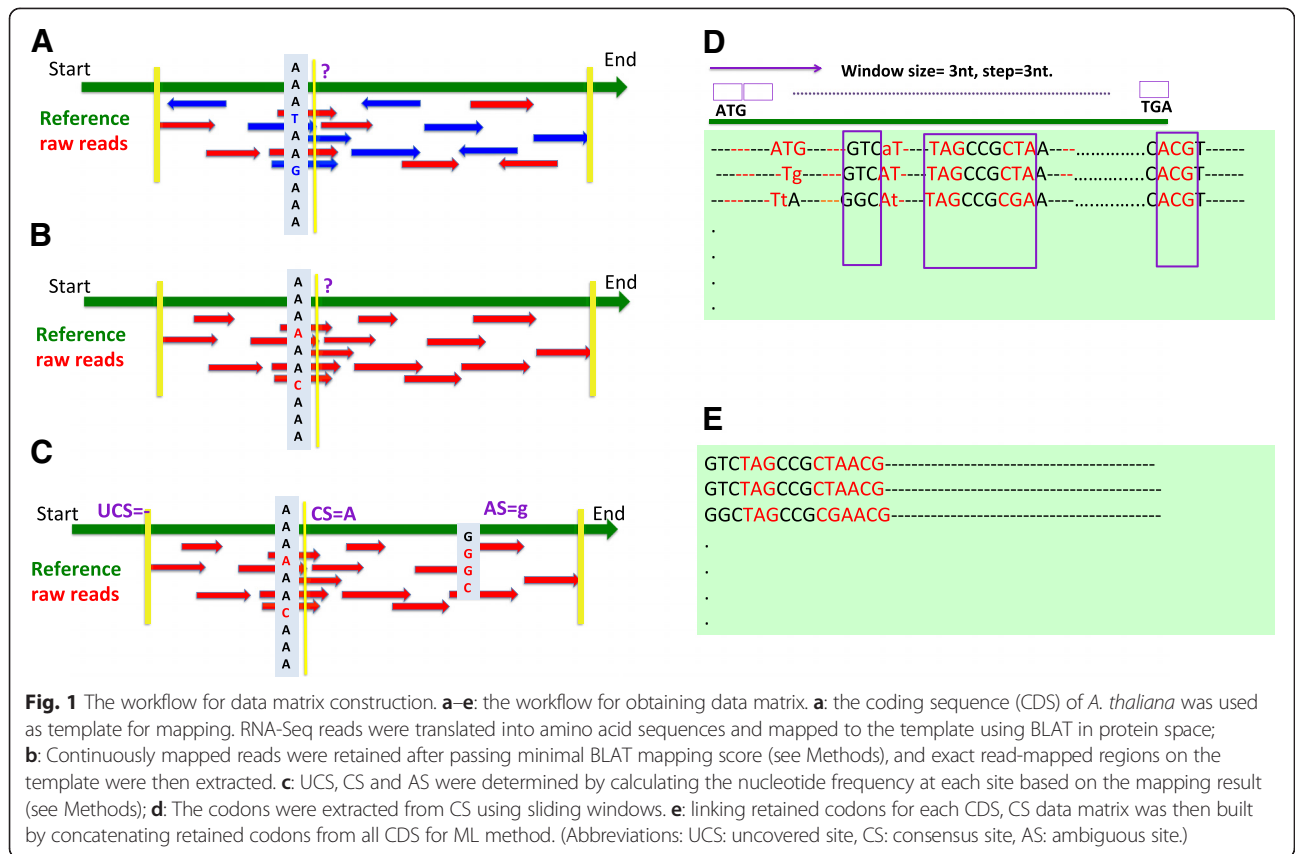 A
Start
?
End
Reference
raw reads
A
A
A
T
A
A
G
A
A
A
B
Start
?
End
Reference
raw reads
A
A
A
A
A
A
C
A
A
A
C
Start
UCS=-
CS=A
AS=g
End
Reference
raw reads
A
A
A
A
A
A
C
A
A
A
G
G
G
C
D
Window size= 3nt, step=3nt.
ATG
TGA
---------ATG------GTCaT----TAGCCGCTAA----..............CACGT------
----------Tg------GTCAT----TAGCCGCTAA----..............CACGT------
---------TtA------GGCAt----TAGCCGCGAA----..............CACGT------
.
.
.
.
E
GTCTAGCCGCTAACG------------------------------------------
GTCTAGCCGCTAACG-------------------------------------------
GGCTAGCCGCGAACG-------------------------------------------
.
.
.
.
Fig. 1 The workflow for data matrix construction. a–e: the workflow for obtaining data matrix. a: the coding sequence (CDS) of A. thaliana was used
as template for mapping. RNA-Seq reads were translated into amino acid sequences and mapped to the template using BLAT in protein space;
b: Continuously mapped reads were retained after passing minimal BLAT mapping score (see Methods), and exact read-mapped regions on the
template were then extracted. c: UCS, CS and AS were determined by calculating the nucleotide frequency at each site based on the mapping result
(see Methods); d: The codons were extracted from CS using sliding windows. e: linking retained codons for each CDS, CS data matrix was then built
by concatenating retained codons from all CDS for ML method. (Abbreviations: UCS: uncovered site, CS: consensus site, AS: ambiguous site.)